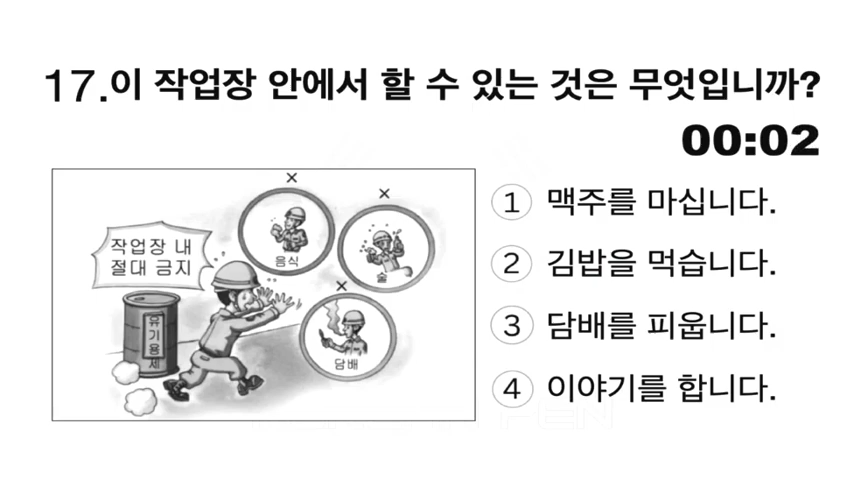 17.이 작업장 안에서 할 수 있는 것은 무엇입니까?
00:02
작업장 내
절대 금지
유기용제
×
음식
×
술
×
담배
① 맥주를 마십니다.
② 김밥을 먹습니다.
③ 담배를 피웁니다.
④ 이야기를 합니다.